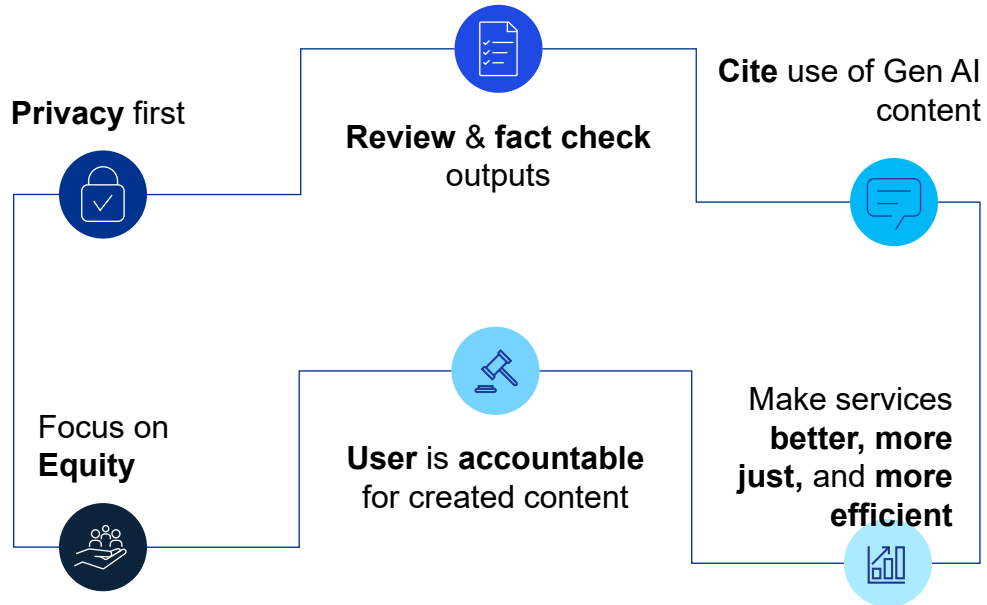 Privacy first
Review & fact check
outputs
Cite use of Gen AI
content
Focus on
Equity
User is accountable
for created content
Make services
better, more
just, and more
efficient